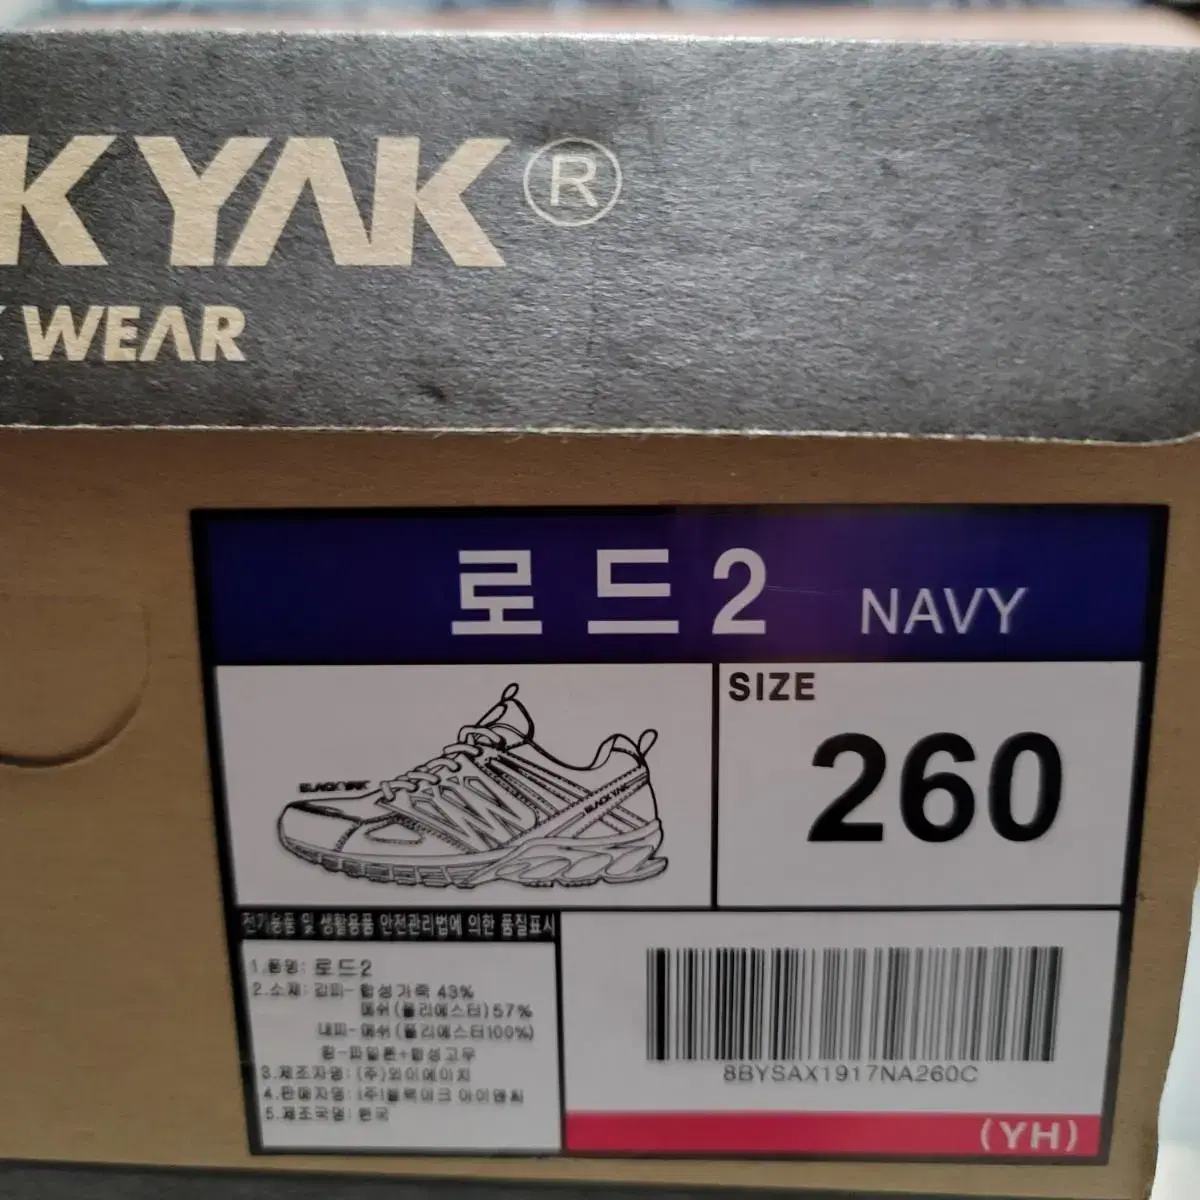 KYAK®
WEAR
로드2 NAVY
SIZE
260
BLACKYAK
BLACKYAK
전기용품 및 생활용품 안전관리법에 의한 품질표시
1.품명: 로드2
2.소재: 갑피- 합성가죽 43%
메쉬(폴리에스터)57%
내피-메쉬(폴리에스터100%)
창-파일론+합성고무
3.제조자명: (주)와이에이치
4.판매자명: (주)블랙야크 아이앤씨
5.제조국명: 한국
8BYSAX1917NA260C
(YH)